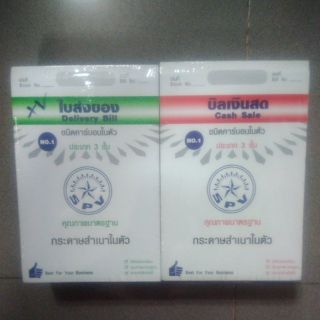 ใบส่งของ
Delivery Bill
ชนิดคาร์บอนในตัว
NO.1
ประเภท 3 ชั้น
SPV
คุณภาพมาตรฐาน
กระดาษสำเนาในตัว
Best For Your Business
บิลเงินสด
Cash Sale
ชนิดคาร์บอนในตัว
NO.1
ประเภท 3 ชั้น
SPV
คุณภาพมาตรฐาน
กระดาษสำเนาในตัว
Best For Your Business